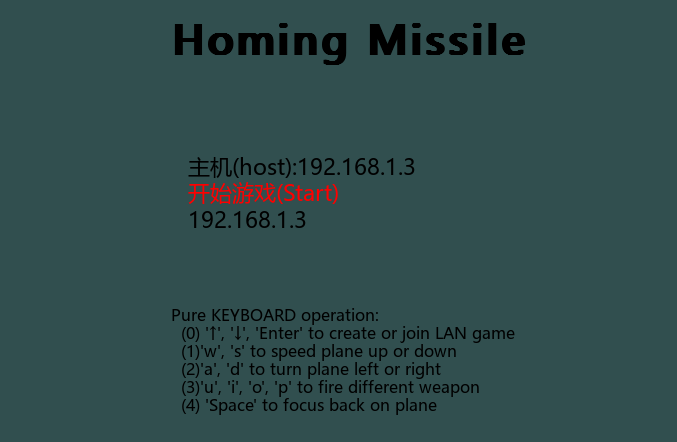 Homing Missile
主机(host):192.168.1.3
开始游戏(Start)
192.168.1.3
Pure KEYBOARD operation:
(0) '↑', '↓', 'Enter' to create or join LAN game
(1)'w', 's' to speed plane up or down
(2)'a', 'd' to turn plane left or right
(3)'u', 'i', 'o', 'p' to fire different weapon
(4) 'Space' to focus back on plane